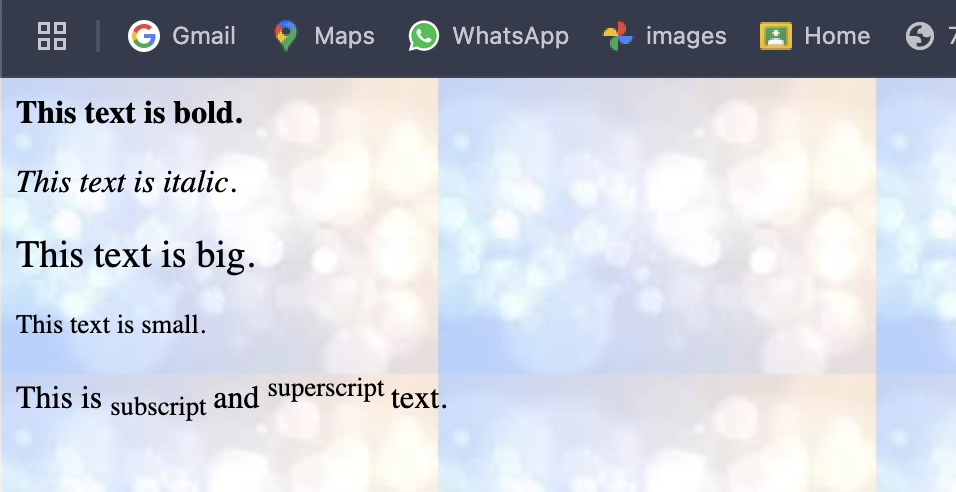 Gmail Maps WhatsApp images Home 7
This text is bold.
This text is italic.
This text is big.
This text is small.
This is subscript and superscript text.